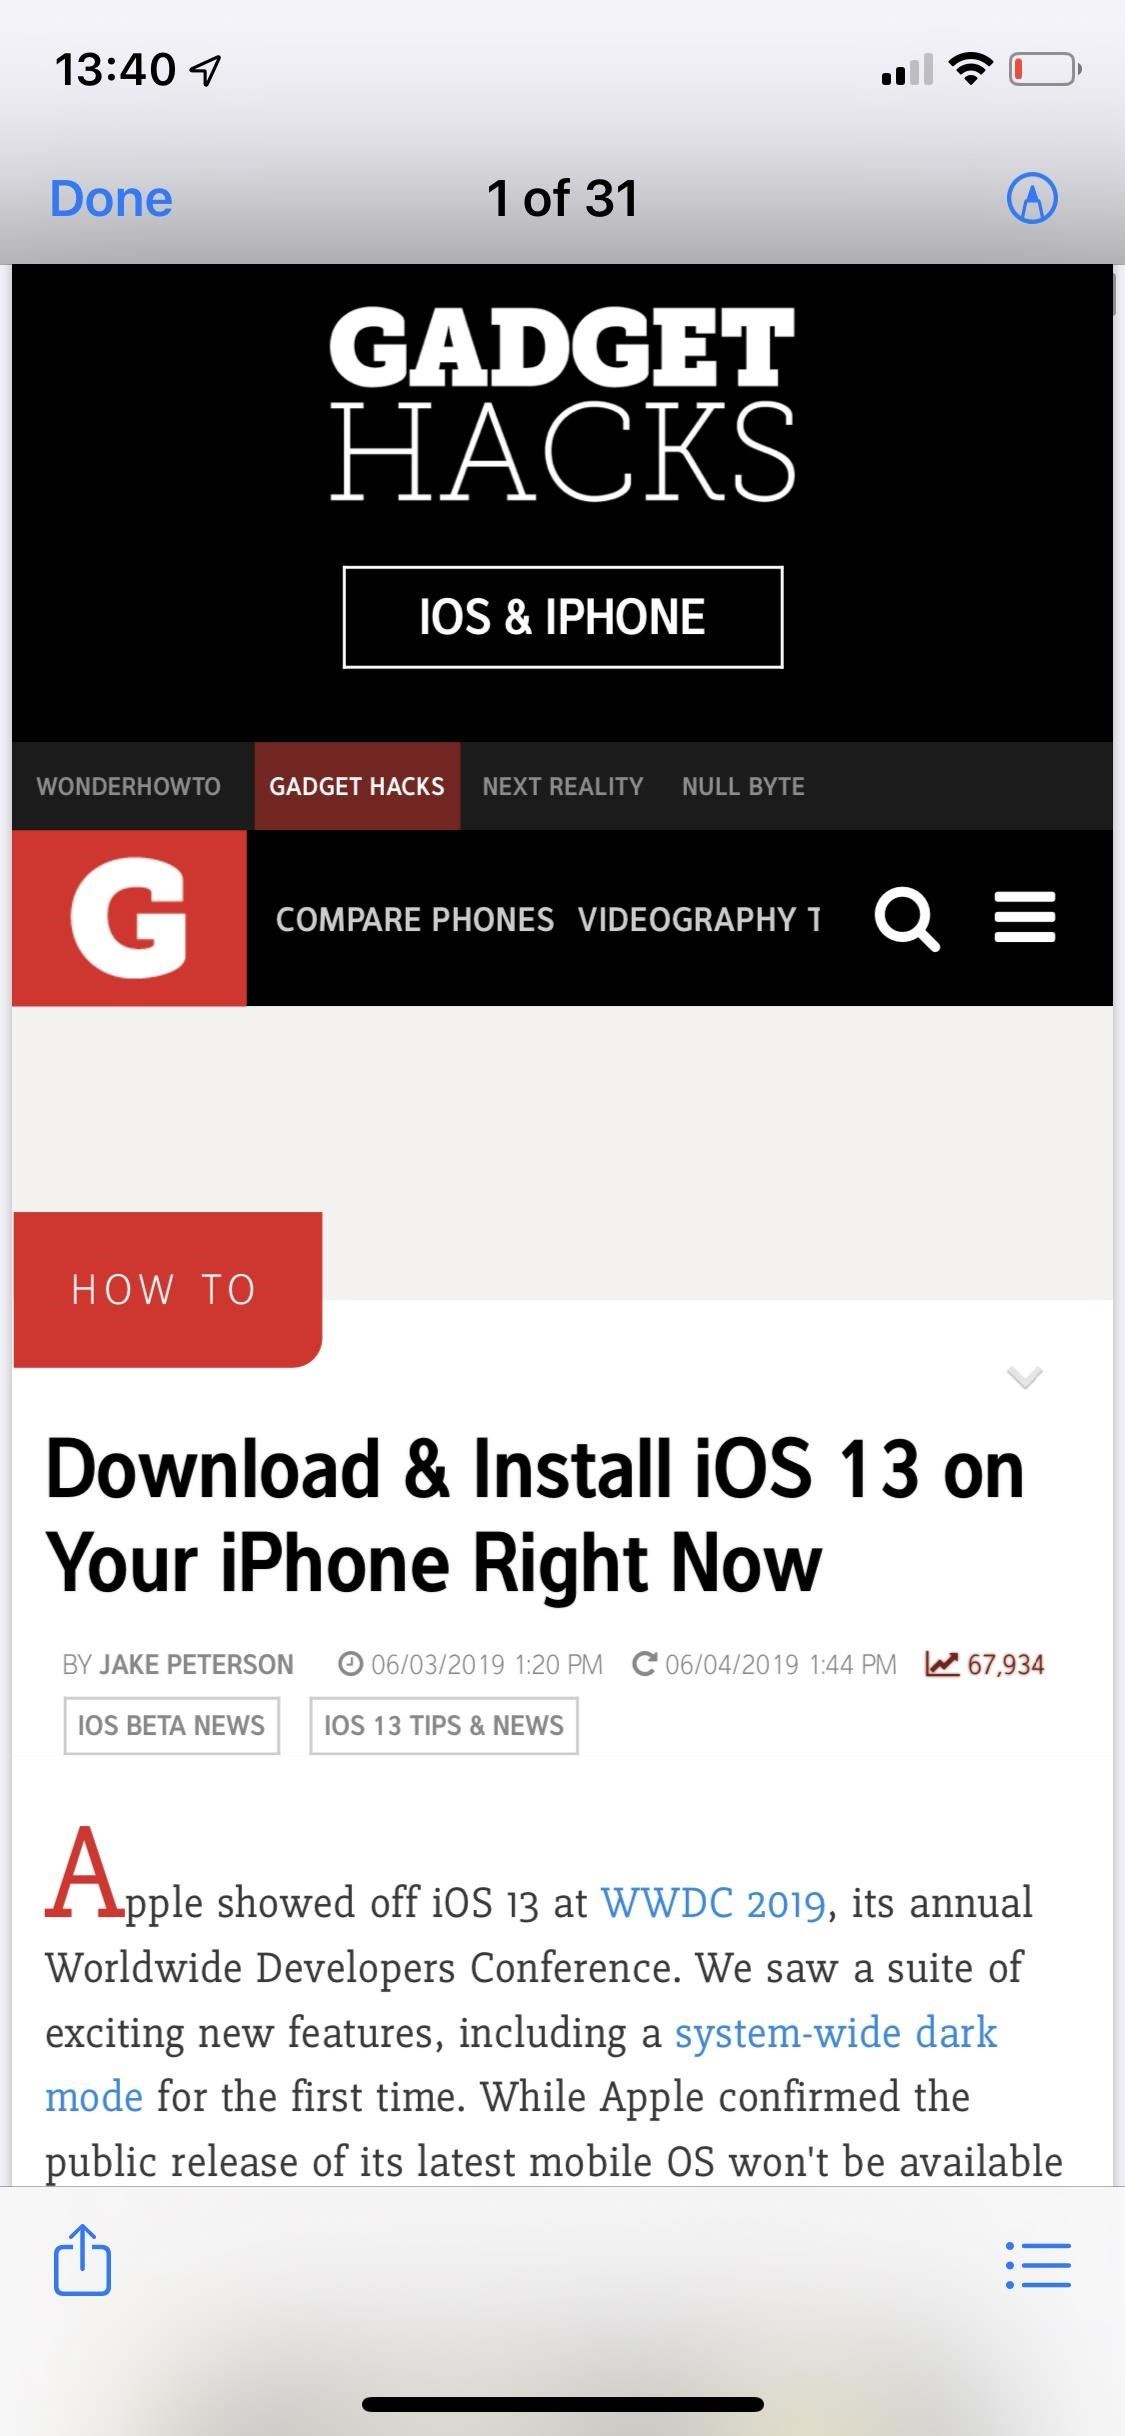 13:40
Done
1 of 31
GADGET
HACKS
IOS & IPHONE
WONDERHOWTO GADGET HACKS NEXT REALITY NULL BYTE
G COMPARE PHONES VIDEOGRAPHY T
HOW TO
Download & Install iOS 13 on
Your iPhone Right Now
BY JAKE PETERSON 06/03/2019 1:20 PM 06/04/2019 1:44 PM 67,934
IOS BETA NEWS IOS 13 TIPS & NEWS
Apple showed off iOS 13 at WWDC 2019, its annual
Worldwide Developers Conference. We saw a suite of
exciting new features, including a system-wide dark
mode for the first time. While Apple confirmed the
public release of its latest mobile OS won't be available